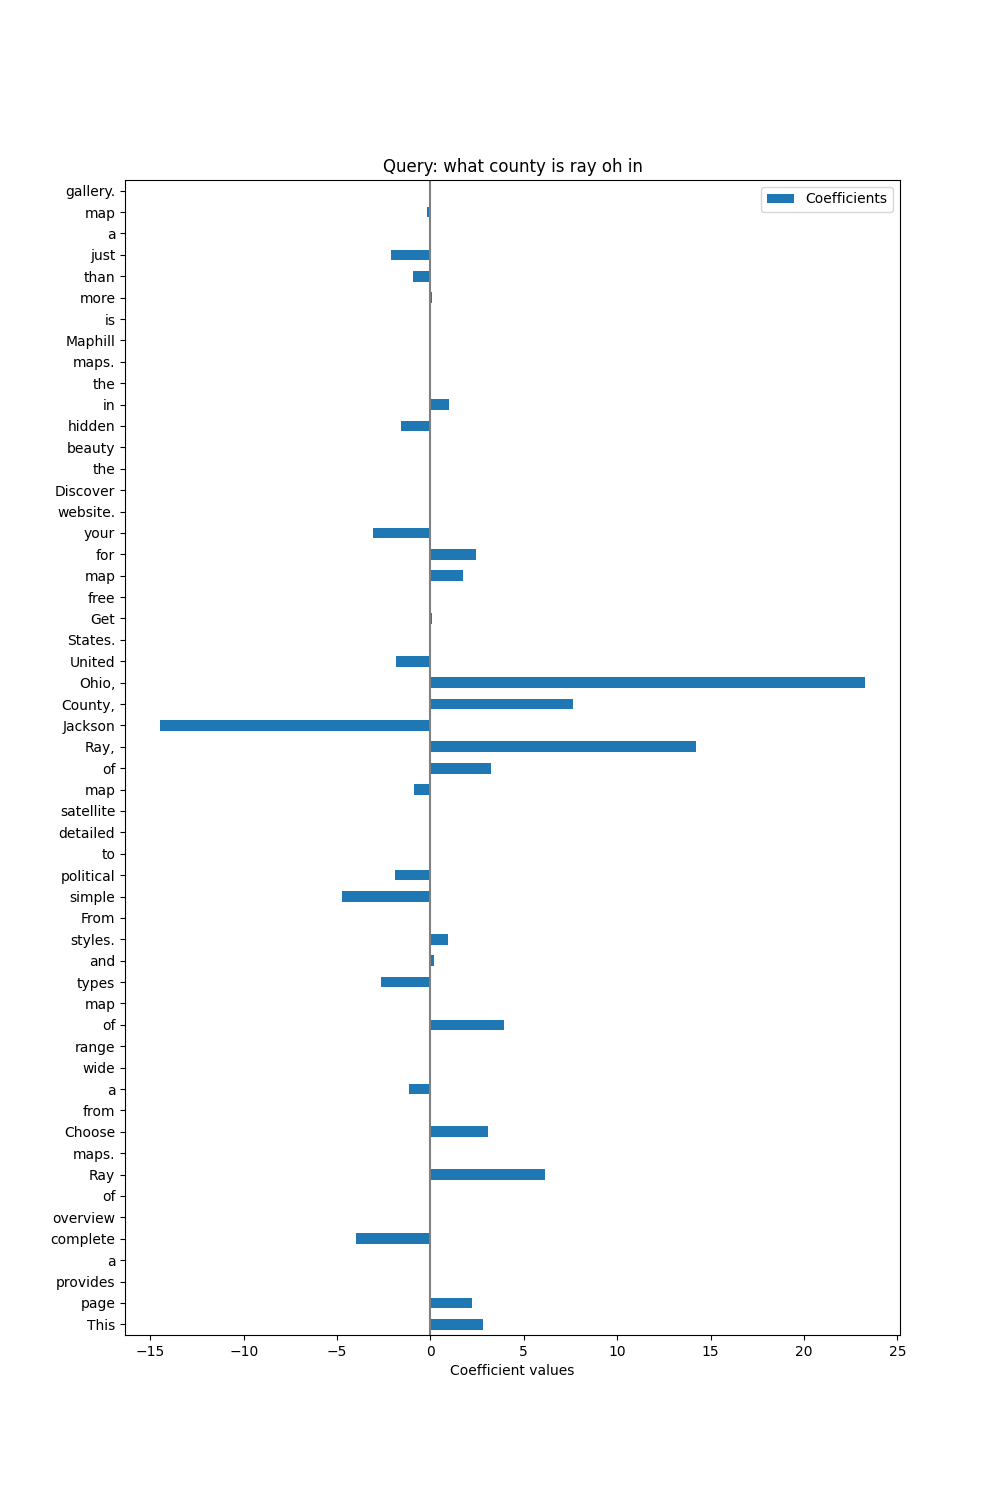 Query: what county is ray oh in
Coefficients
gallery.
map
a
just
than
more
is
Maphill
maps.
the
in
hidden
beauty
the
Discover
website.
your
for
map
free
Get
States.
United
Ohio,
County,
Jackson
Ray,
of
map
satellite
detailed
to
political
simple
From
styles.
and
types
map
of
range
wide
a
from
Choose
maps.
Ray
of
overview
complete
a
provides
page
This
−15 −10 −5 0 5 10 15 20 25
Coefficient values